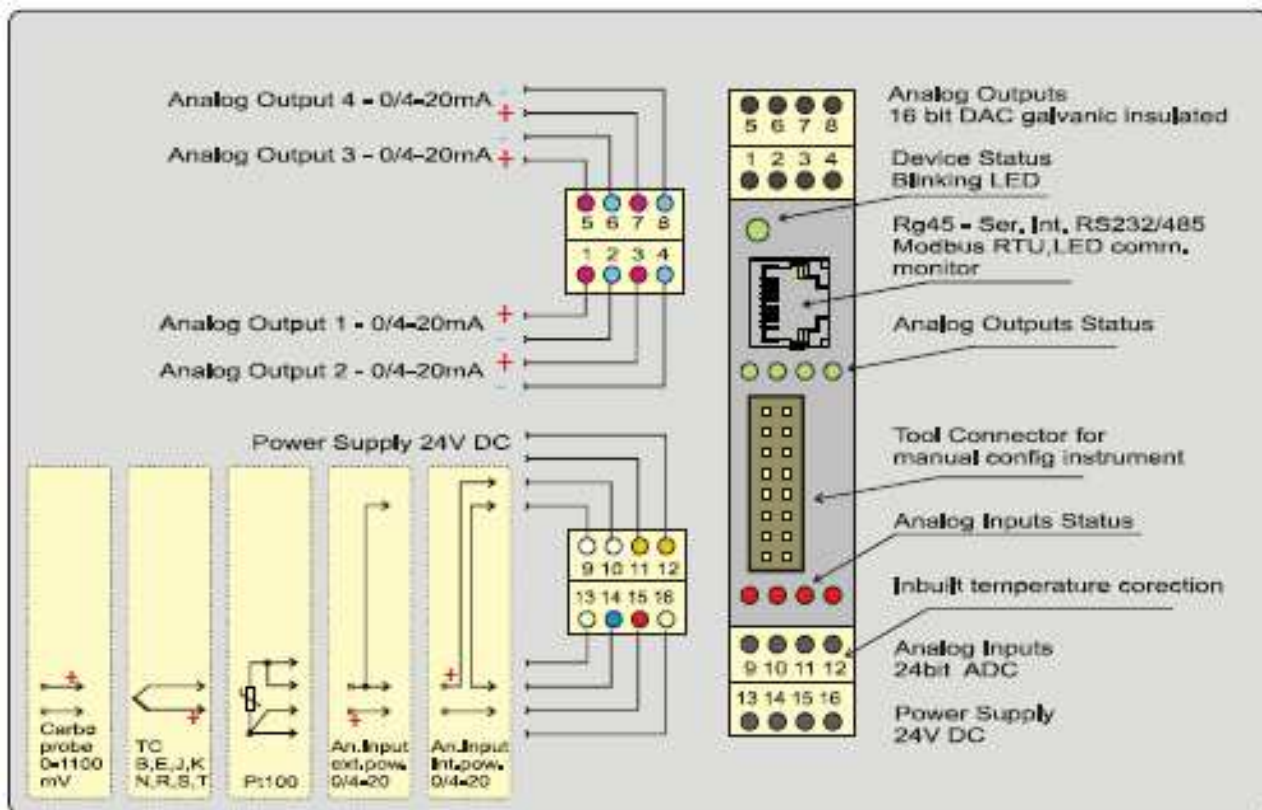 Analog Output 4 - 0/4-20mA
-
+
Analog Output 3 - 0/4-20mA
-
+
5 6 7 8
1 2 3 4
Analog Output 1 - 0/4-20mA
+
-
Analog Output 2 - 0/4-20mA
+
-
Power Supply 24V DC
9 10 11 12
13 14 15 16
+
Carbo
probe
0-1100
mV
+
TC
B,E,J,K
N,R,S,T
Pt100
+
An.Input
ext.pow.
0/4-20
+
An.Input
Int.pow.
0/4-20
5 6 7 8
1 2 3 4
9 10 11 12
13 14 15 16
Analog Outputs
16 bit DAC galvanic insulated
Device Status
Blinking LED
Rg45 - Ser. Int. RS232/485
Modbus RTU,LED comm.
monitor
Analog Outputs Status
Tool Connector for
manual config instrument
Analog Inputs Status
Inbuilt temperature corection
Analog Inputs
24bit ADC
Power Supply
24V DC